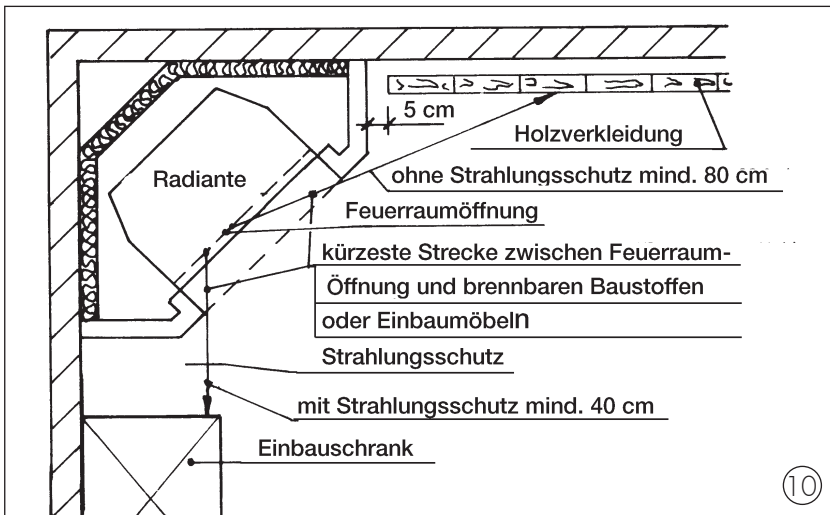 5 cm
Holzverkleidung
Radiante
ohne Strahlungsschutz mind. 80 cm
Feuerraumöffnung
kürzeste Strecke zwischen Feuerraum-
Öffnung und brennbaren Baustoffen
oder Einbaumöbeln
Strahlungsschutz
mit Strahlungsschutz mind. 40 cm
Einbauschrank
10